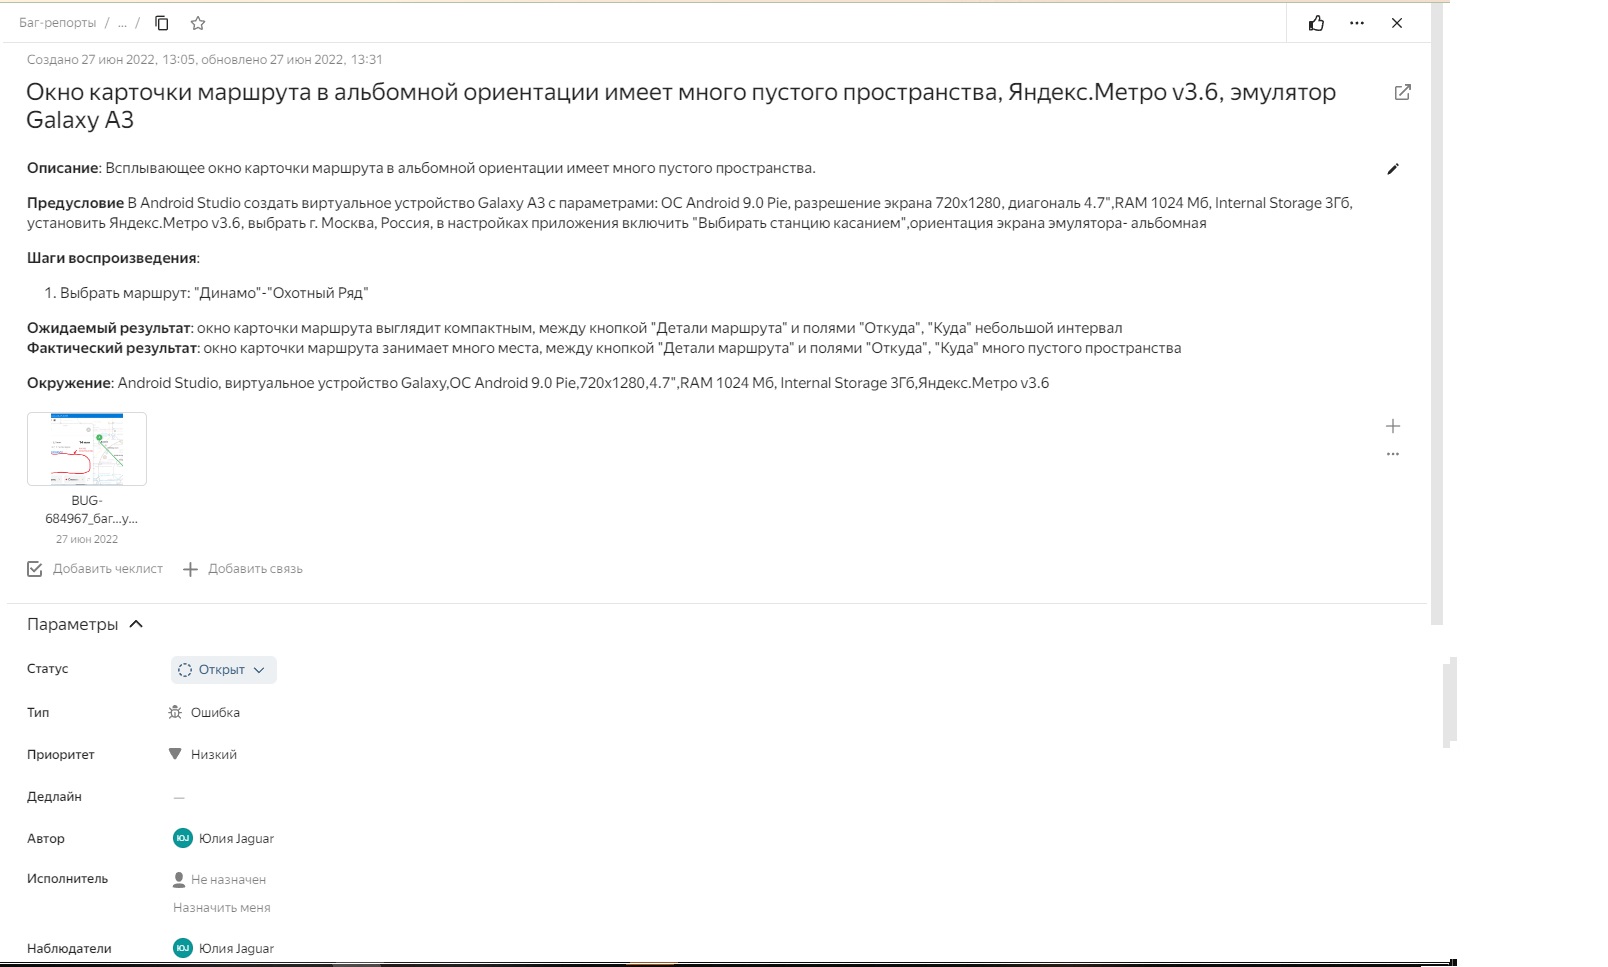 Баг-репорты / ... /
Создано 27 июн 2022, 13:05, обновлено 27 июн 2022, 13:31
Окно карточки маршрута в альбомной ориентации имеет много пустого пространства, Яндекс.Метро v3.6, эмулятор
Galaxy A3
Описание: Всплывающее окно карточки маршрута в альбомной ориентации имеет много пустого пространства.
Предусловие В Android Studio создать виртуальное устройство Galaxy A3 с параметрами: ОС Android 9.0 Pie, разрешение экрана 720x1280, диагональ 4.7",RAM 1024 Мб, Internal Storage 3Гб,
установить Яндекс.Метро v3.6, выбрать г. Москва, Россия, в настройках приложения включить "Выбирать станцию касанием",ориентация экрана эмулятора- альбомная
Шаги воспроизведения:
1. Выбрать маршрут: "Динамо"-"Охотный Ряд"
Ожидаемый результат: окно карточки маршрута выглядит компактным, между кнопкой "Детали маршрута" и полями "Откуда", "Куда" небольшой интервал
Фактический результат: окно карточки маршрута занимает много места, между кнопкой "Детали маршрута" и полями "Откуда", "Куда" много пустого пространства
Окружение: Android Studio, виртуальное устройство Galaxy,ОС Android 9.0 Pie,720x1280,4.7",RAM 1024 Мб, Internal Storage 3Гб,Яндекс.Метро v3.6
BUG-
684967_баг...у...
27 июн 2022
Добавить чеклист Добавить связь
Параметры
Статус Открыт
Тип Ошибка
Приоритет Низкий
Дедлайн —
Автор ЮJ Юлия Jaguar
Исполнитель Не назначен
Назначить меня
Наблюдатели ЮJ Юлия Jaguar